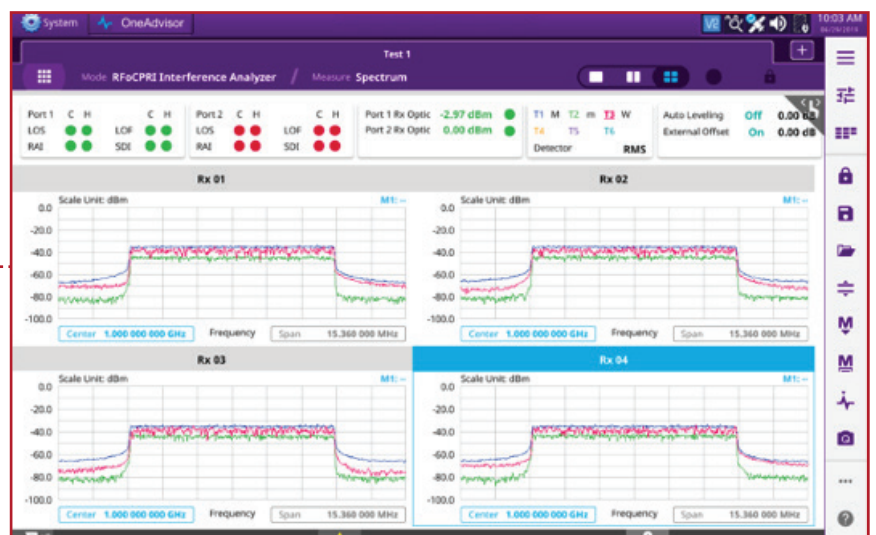 System OneAdvisor V2 10:03 AM
Test 1 +
Mode RFoCPRI Interference Analyzer / Measure Spectrum
Port 1 C H C H Port 2 C H C H Port 1 Rx Optic -2.97 dBm T1 M T2 m T3 W Auto Leveling Off 0.00 dB
LOS LOF LOS LOF Port 2 Rx Optic 0.00 dBm T4 T5 T6 External Offset On 0.00 dB
RAI SDI RAI SDI Detector RMS
Rx 01
Scale Unit: dBm M1: --
0.0
-20.0
-40.0
-60.0
-80.0
-100.0
Center 1.000 000 000 GHz Frequency Span 15.360 000 MHz
Rx 02
Scale Unit: dBm M1: --
0.0
-20.0
-40.0
-60.0
-80.0
-100.0
Center 1.000 000 000 GHz Frequency Span 15.360 000 MHz
Rx 03
Scale Unit: dBm M1: --
0.0
-20.0
-40.0
-60.0
-80.0
-100.0
Center 1.000 000 000 GHz Frequency Span 15.360 000 MHz
Rx 04
Scale Unit: dBm M1: --
0.0
-20.0
-40.0
-60.0
-80.0
-100.0
Center 1.000 000 000 GHz Frequency Span 15.360 000 MHz
M
M
...
?